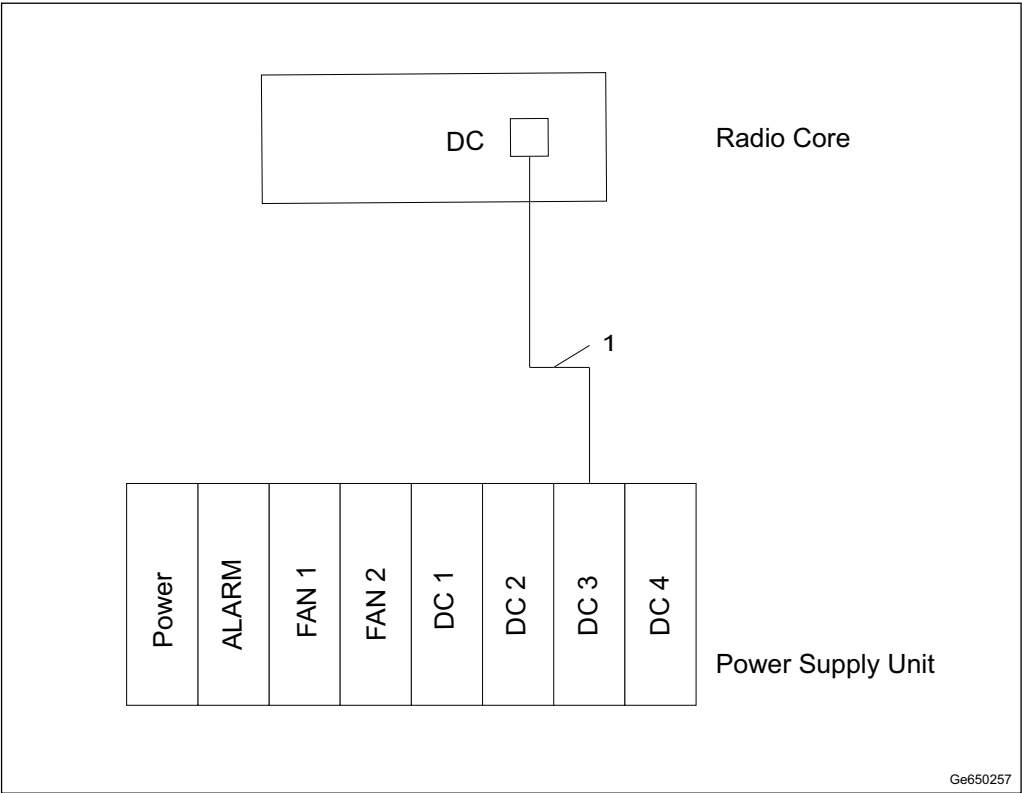 DC
Radio Core
1
Power
ALARM
FAN 1
FAN 2
DC 1
DC 2
DC 3
DC 4
Power Supply Unit
Ge650257